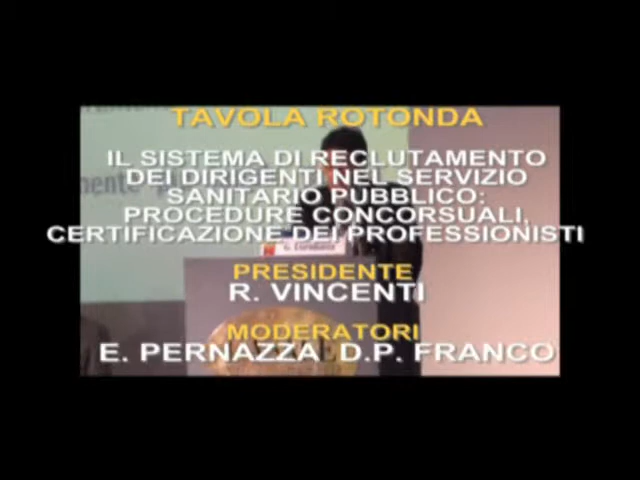 TAVOLA ROTONDA
IL SISTEMA DI RECLUTAMENTO
DEI DIRIGENTI NEL SERVIZIO
SANITARIO PUBBLICO:
PROCEDURE CONCORSUALI,
CERTIFICAZIONE DEI PROFESSIONISTI
PRESIDENTE
R. VINCENTI
MODERATORI
E. PERNAZZA D.P. FRANCO